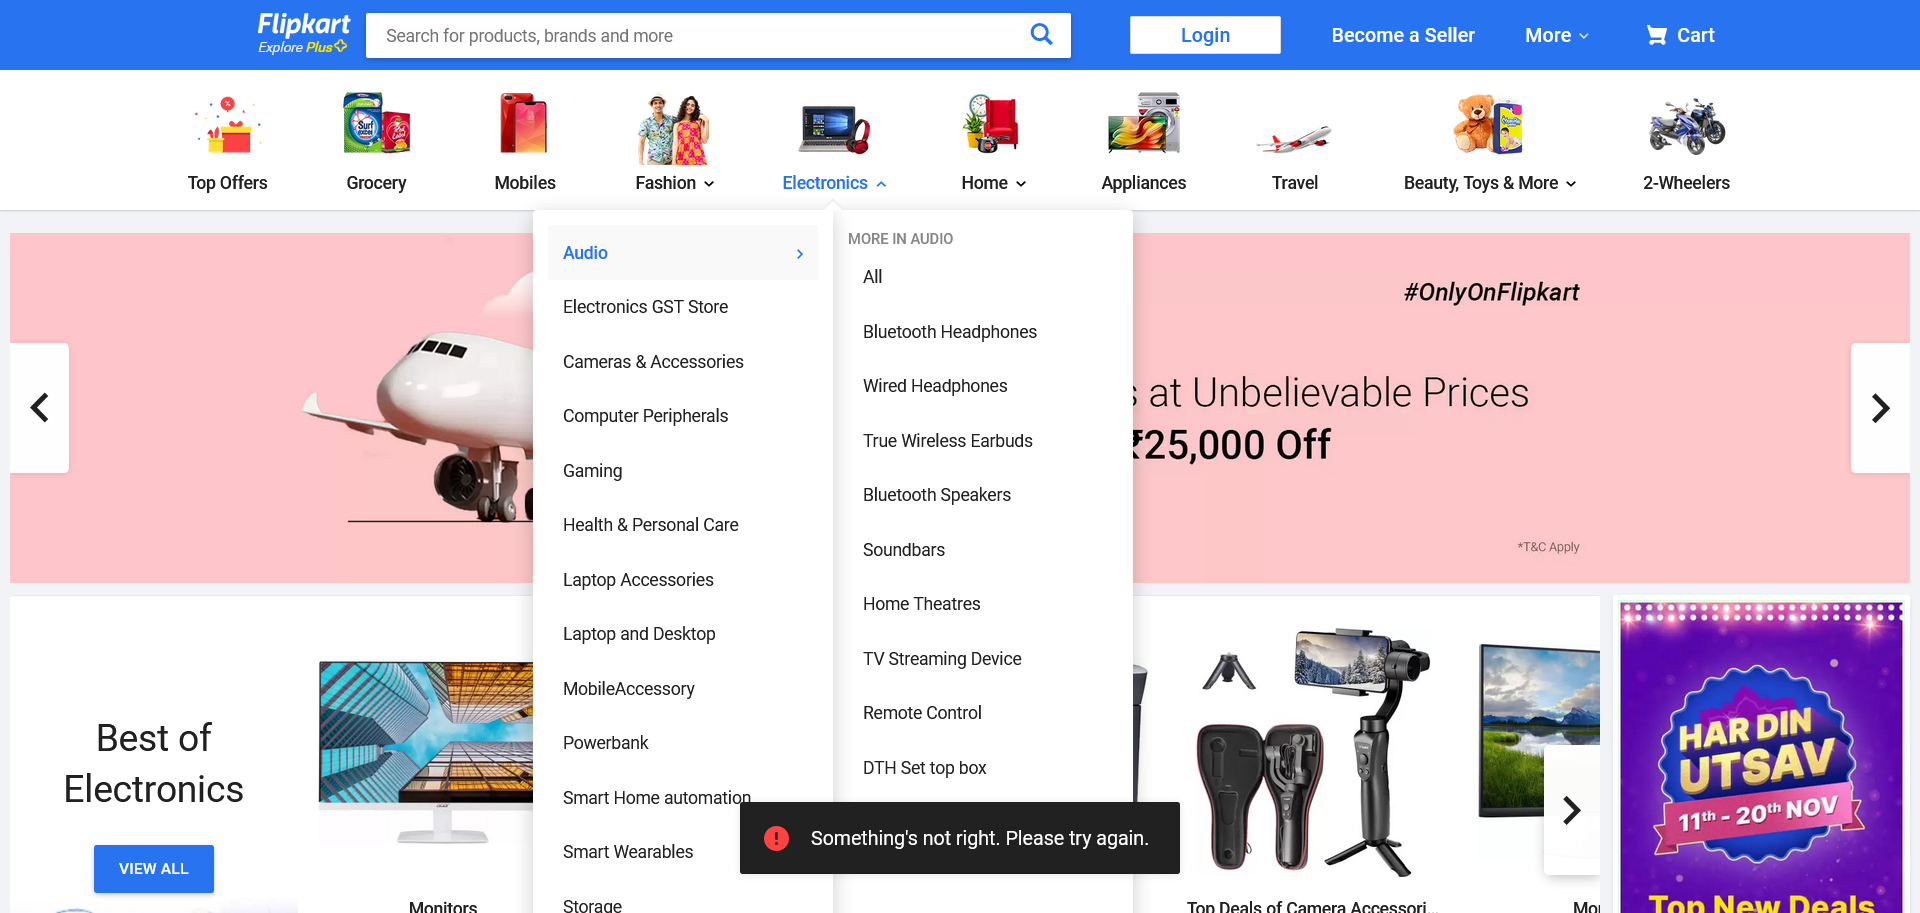 Flipkart
Explore Plus
Search for products, brands and more
Login
Become a Seller
More
Cart
Top Offers
Grocery
Mobiles
Fashion
Electronics
Home
Appliances
Travel
Beauty, Toys & More
2-Wheelers
Audio
Electronics GST Store
Cameras & Accessories
Computer Peripherals
Gaming
Health & Personal Care
Laptop Accessories
Laptop and Desktop
MobileAccessory
Powerbank
Smart Home automation
Smart Wearables
Storage
MORE IN AUDIO
All
Bluetooth Headphones
Wired Headphones
True Wireless Earbuds
Bluetooth Speakers
Soundbars
Home Theatres
TV Streaming Device
Remote Control
DTH Set top box
#OnlyOnFlipkart
s at Unbelievable Prices
₹25,000 Off
*T&C Apply
Best of
Electronics
VIEW ALL
Monitors
Something's not right. Please try again.
Top Deals of Camera Accessori...
Mor
HAR DIN
UTSAV
11th - 20th NOV
Top New Deals